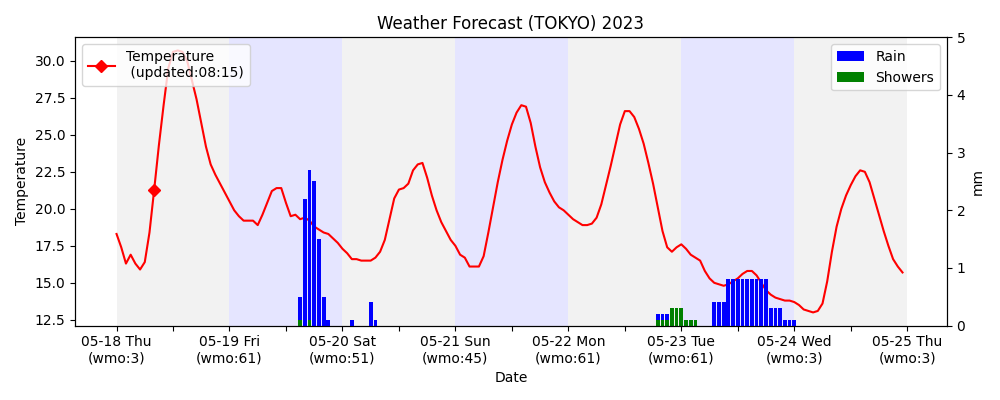 Weather Forecast (TOKYO) 2023
Temperature
(updated:08:15)
Rain
Showers
30.0
27.5
25.0
22.5
20.0
17.5
15.0
12.5
Temperature
5
4
3
2
1
0
mm
05-18 Thu
(wmo:3)
05-19 Fri
(wmo:61)
05-20 Sat
(wmo:51)
05-21 Sun
(wmo:45)
05-22 Mon
(wmo:61)
05-23 Tue
(wmo:61)
05-24 Wed
(wmo:3)
05-25 Thu
(wmo:3)
Date